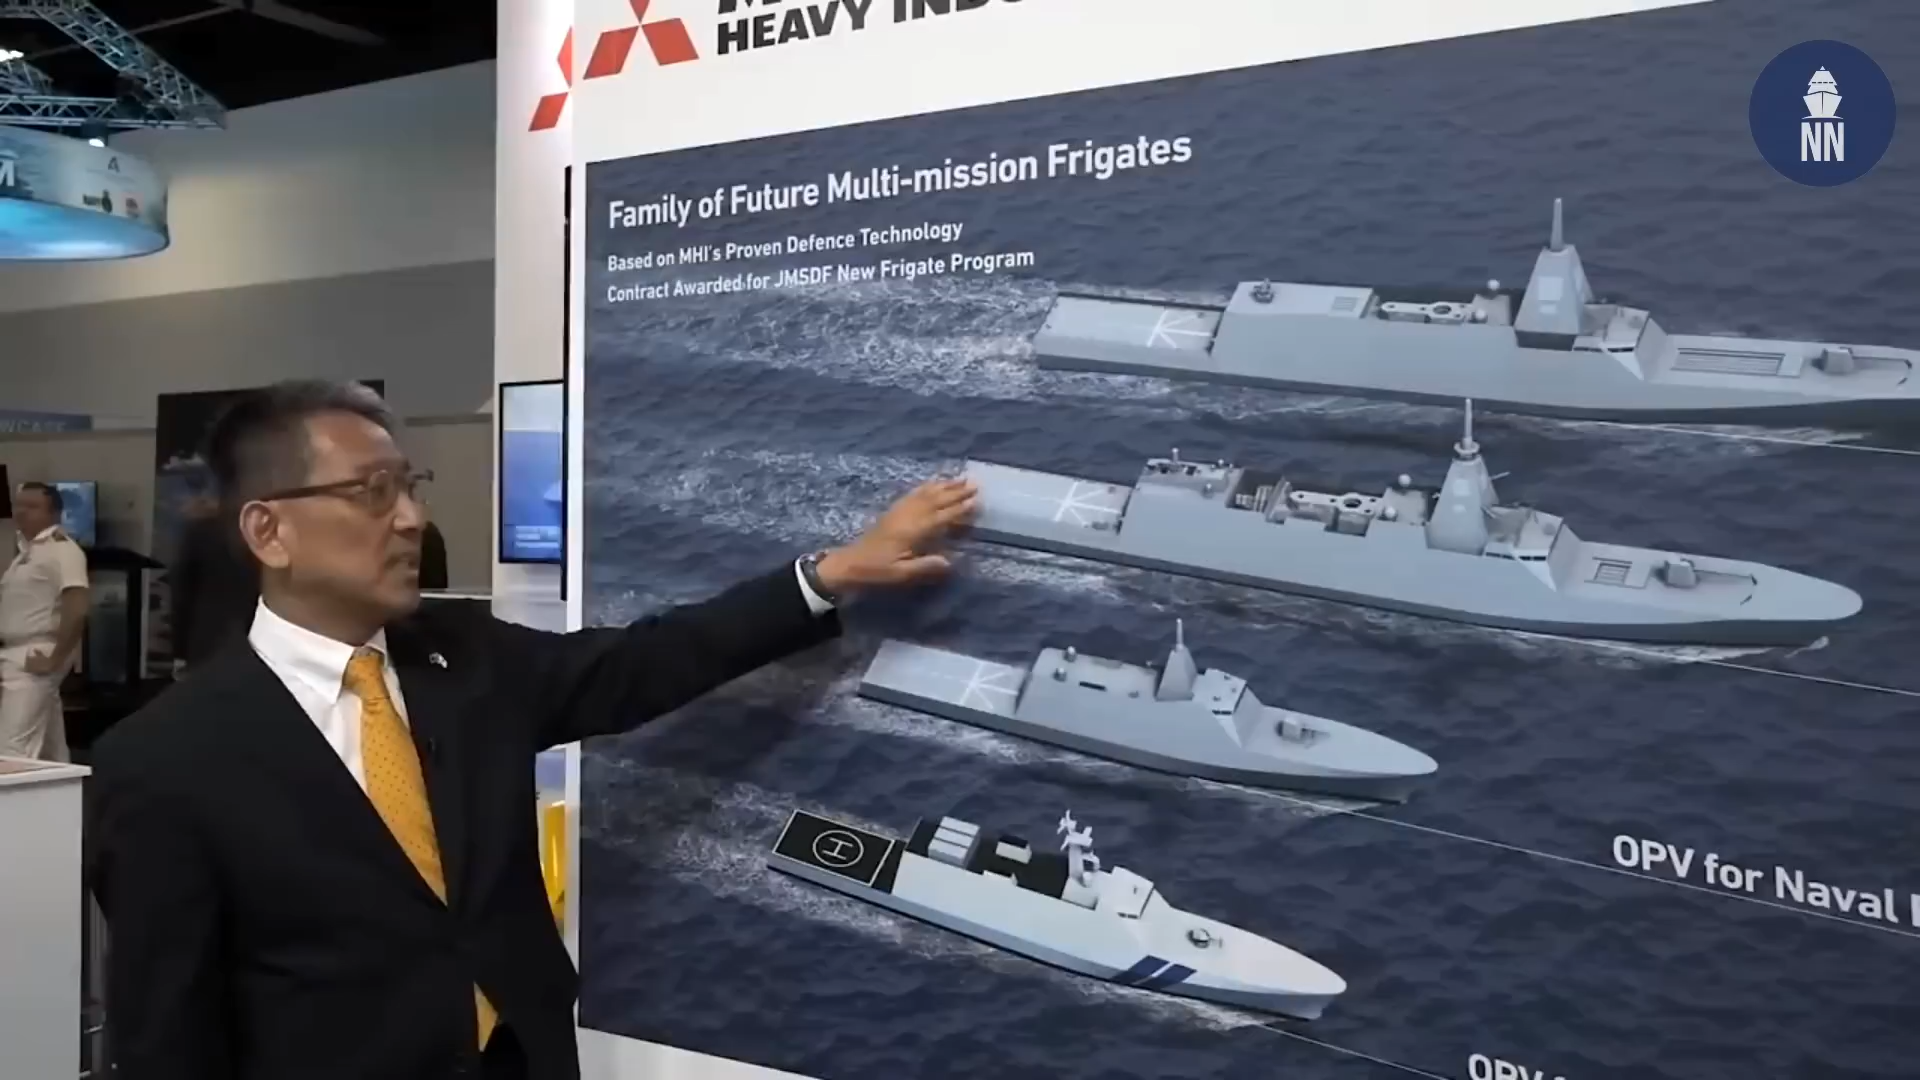 HEAVY
NN
Family of Future Multi-mission Frigates
Based on MHI's Proven Defence Technology
Contract Awarded for JMSDF New Frigate Program
H
OPV for Naval
OPV